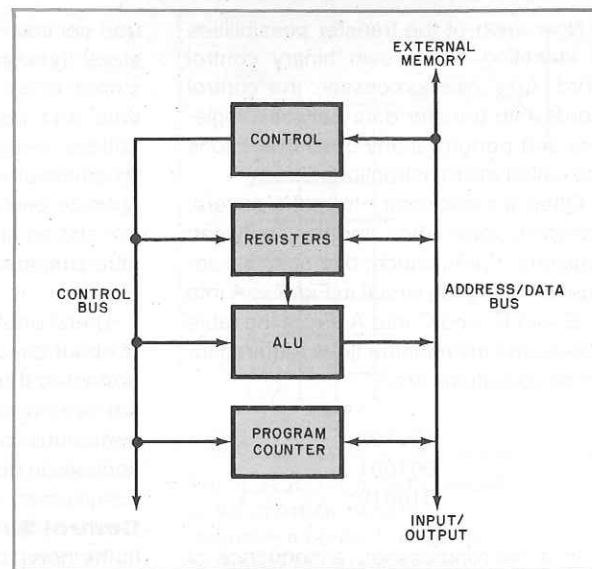 EXTERNAL
MEMORY
CONTROL
REGISTERS
CONTROL
BUS
ADDRESS/DATA
BUS
ALU
PROGRAM
COUNTER
INPUT/
OUTPUT